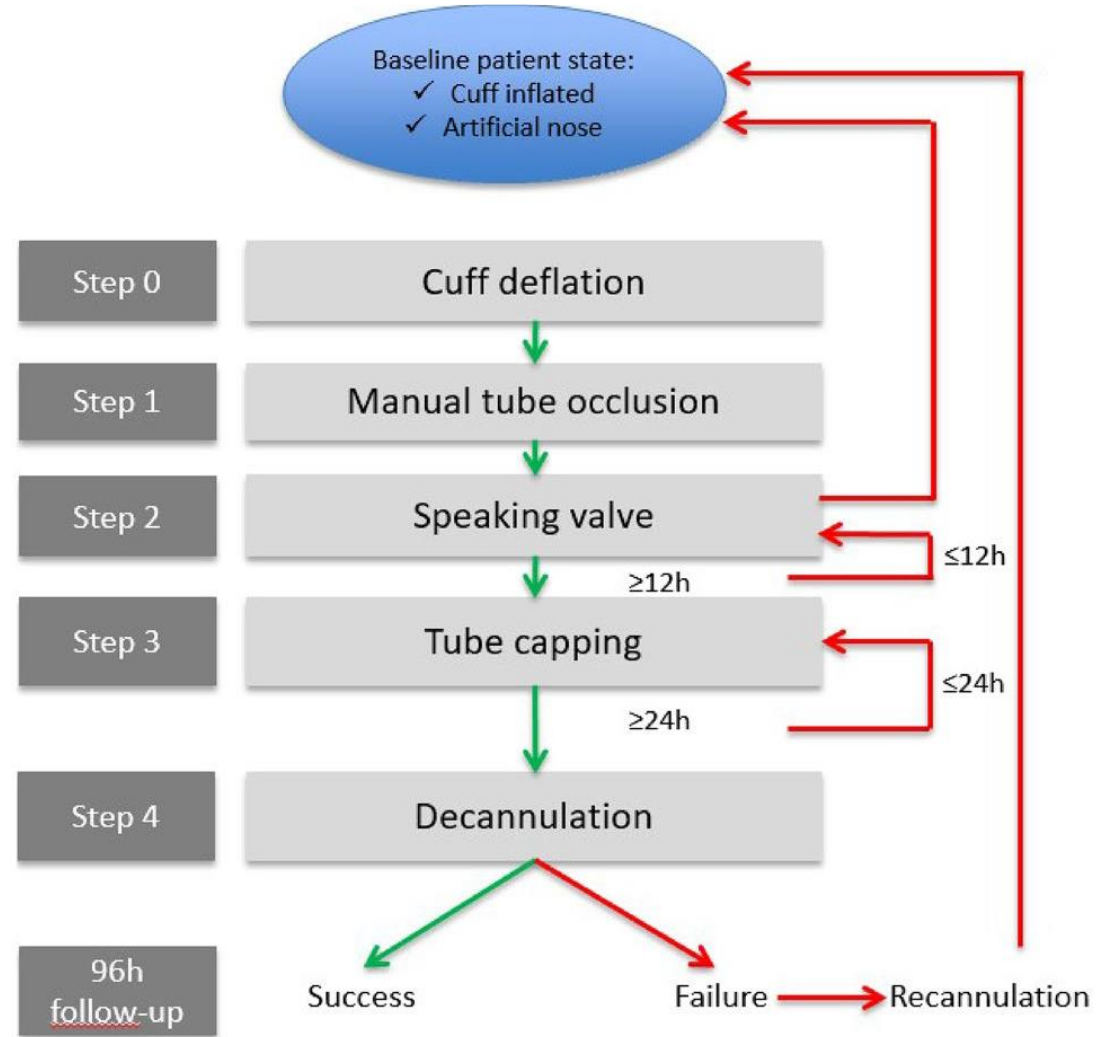 Baseline patient state:
✓ Cuff inflated
✓ Artificial nose
Step 0
Cuff deflation
Step 1
Manual tube occlusion
Step 2
Speaking valve
≥12h
≤12h
Step 3
Tube capping
≤24h
≥24h
Step 4
Decannulation
96h
follow-up
Success
Failure
Recannulation